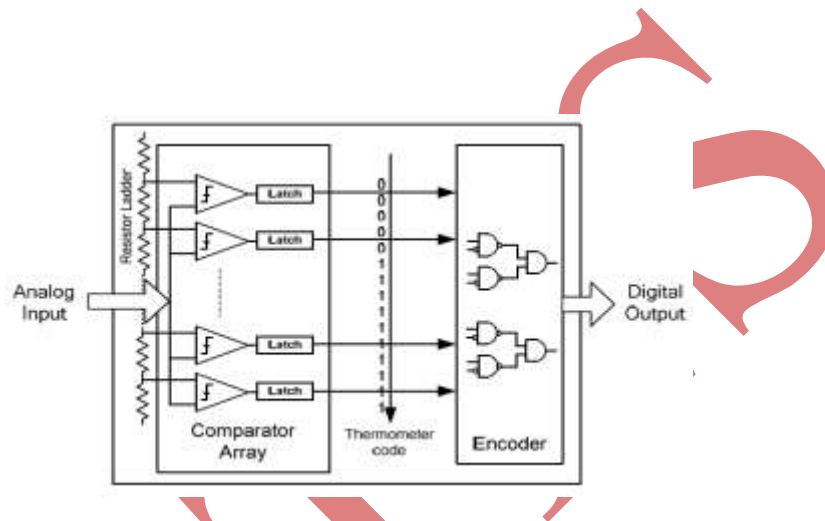 Resistor Ladder
Latch
Latch
Latch
Latch
0
0
0
0
0
1
1
1
1
1
1
1
1
1
1
Analog
Input
Digital
Output
Comparator
Array
Thermometer
code
Encoder